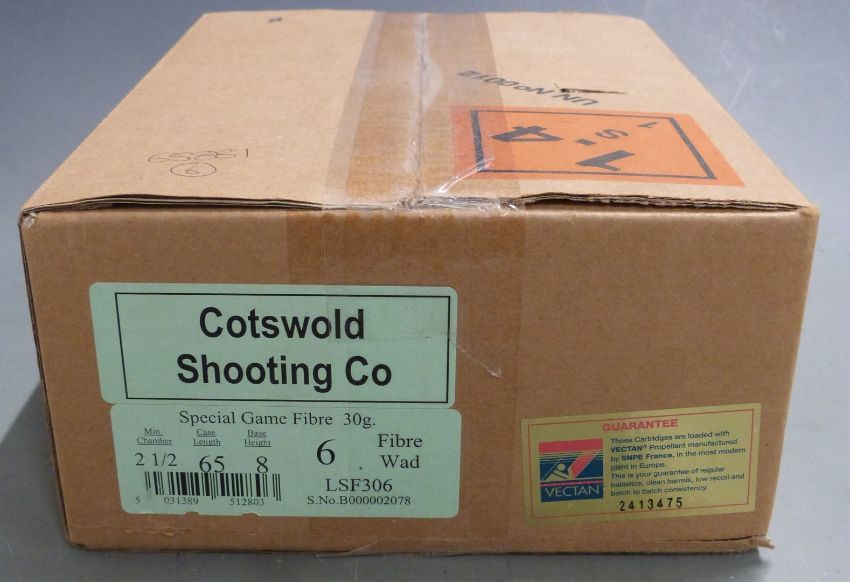 UN Nº0012
1.4
S
1
19859
6
Cotswold
Shooting Co
Special Game Fibre 30g.
Min. Chamber Case Length Base Height
2 1/2 65 8 6 Fibre Wad
LSF306
5 031389 512803 S.No.B000002078
GUARANTEE
These Cartridges are loaded with
VECTAN® Propellant manufactured
by SNPE France, in the most modern
plant in Europe.
This is your guarantee of regular
ballistics, clean barrels, low recoil and
batch to batch consistency.
VECTAN
2413475